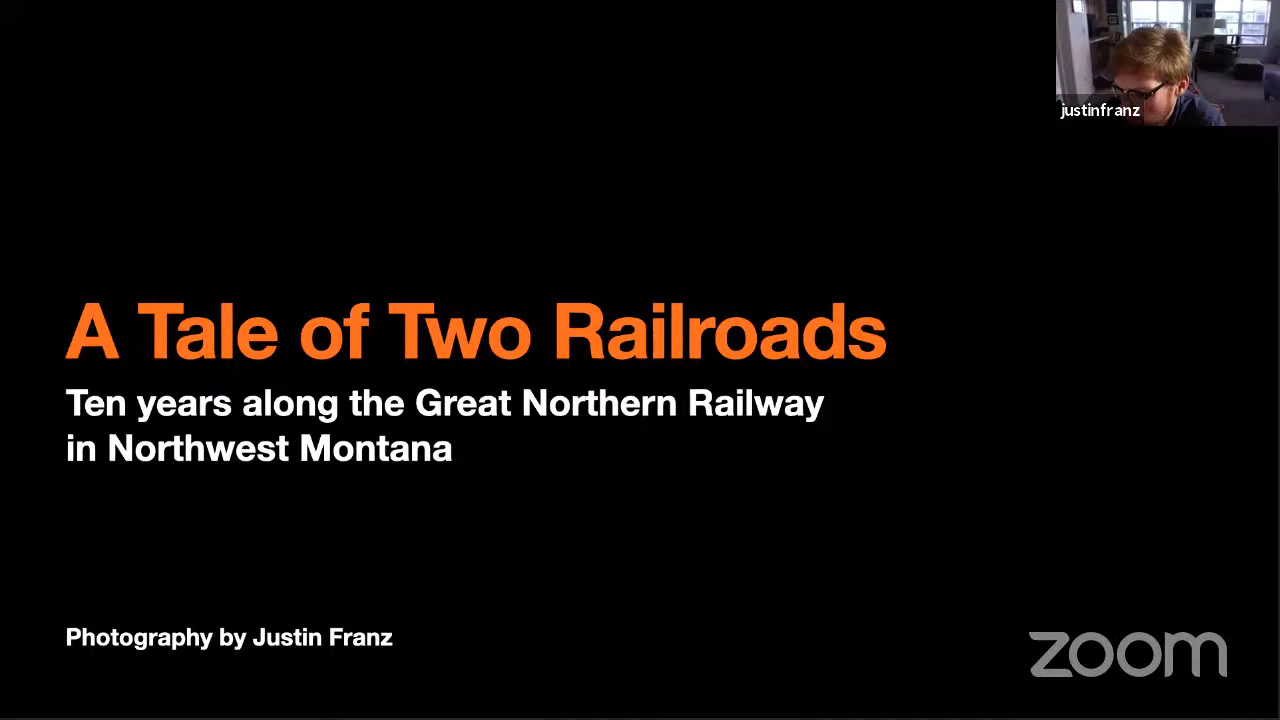 justinfranz
A Tale of Two Railroads
Ten years along the Great Northern Railway
in Northwest Montana
Photography by Justin Franz
zoom